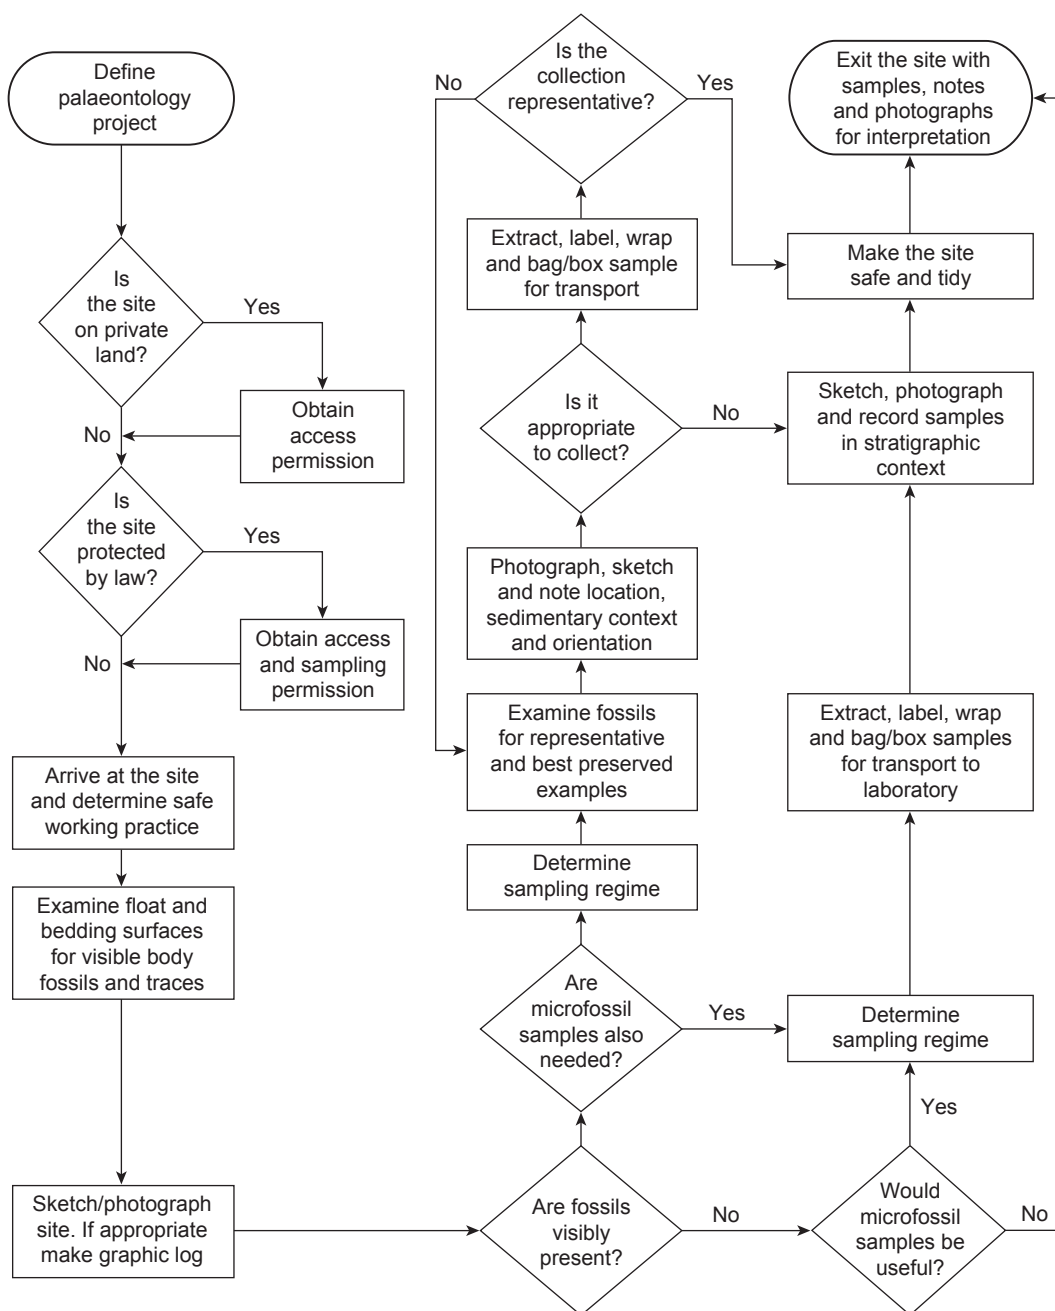 Define
palaeontology
project
Is
the site
on private
land?
Yes
No
Obtain
access
permission
Is
the site
protected
by law?
Yes
No
Obtain access
and sampling
permission
Arrive at the site
and determine safe
working practice
Examine float and
bedding surfaces
for visible body
fossils and traces
Sketch/photograph
site. If appropriate
make graphic log
Is the
collection
representative?
No
Yes
Extract, label, wrap
and bag/box sample
for transport
Is it
appropriate
to collect?
No
Photograph, sketch
and note location,
sedimentary context
and orientation
Examine fossils
for representative
and best preserved
examples
Determine
sampling regime
Are
microfossil
samples also
needed?
Yes
Are fossils
visibly
present?
No
Exit the site with
samples, notes
and photographs
for interpretation
Make the site
safe and tidy
Sketch, photograph
and record samples
in stratigraphic
context
Extract, label, wrap
and bag/box samples
for transport to
laboratory
Determine
sampling regime
Yes
Would
microfossil
samples be
useful?
No